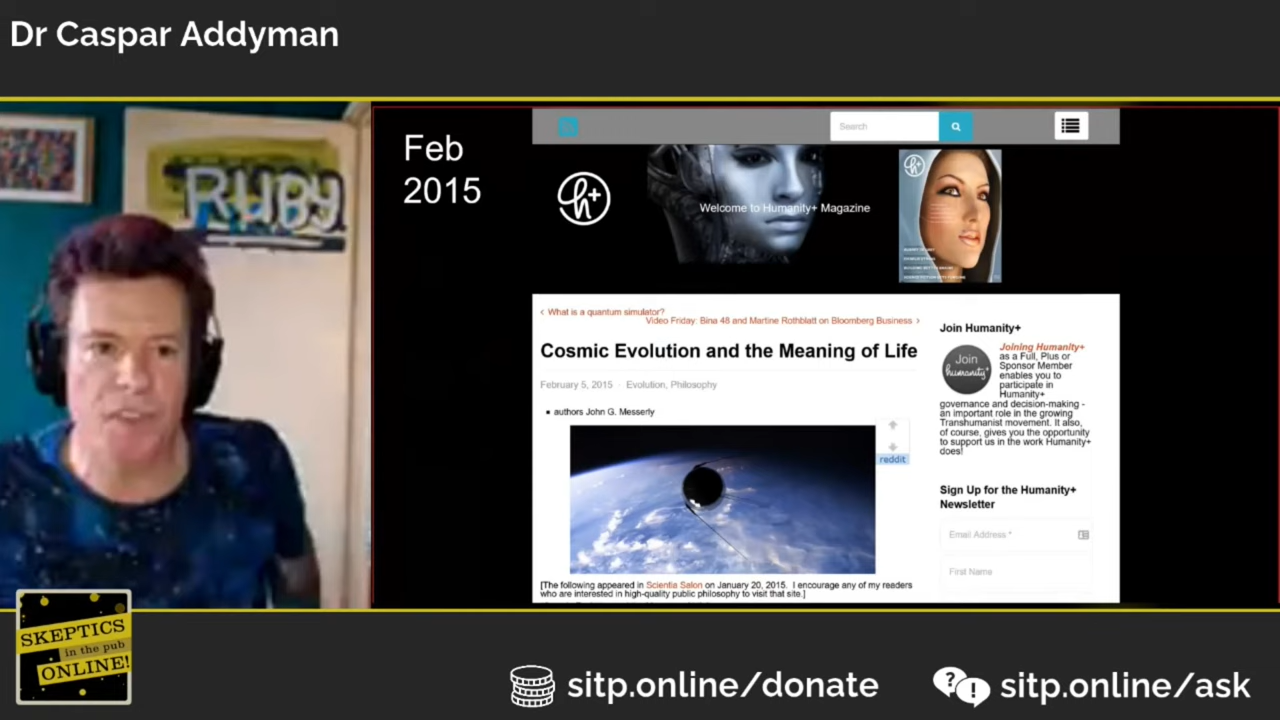 Dr Caspar Addyman
RUBY
Feb
2015
Search
h+
Welcome to Humanity+ Magazine
h+
‹ What is a quantum simulator?
Video Friday: Bina 48 and Martine Rothblatt on Bloomberg Business ›
Cosmic Evolution and the Meaning of Life
February 5, 2015 · Evolution, Philosophy
authors John G. Messerly
reddit
[The following appeared in Scientia Salon on January 20, 2015. I encourage any of my readers
who are interested in high-quality public philosophy to visit that site.]
Join Humanity+
Join
humanity+
Joining Humanity+
as a Full, Plus or
Sponsor Member
enables you to
participate in
Humanity+
governance and decision-making -
an important role in the growing
Transhumanist movement. It also,
of course, gives you the opportunity
to support us in the work Humanity+
does!
Sign Up for the Humanity+
Newsletter
Email Address *
First Name
SKEPTICS
in the pub
ONLINE!
sitp.online/donate
? !
sitp.online/ask